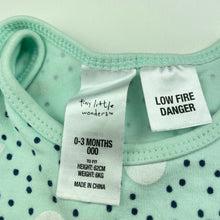 tiny little
wonders
0-3 MONTHS
000
TO FIT
HEIGHT: 62CM
WEIGHT: 6KG
MADE IN CHINA
LOW FIRE
DANGER